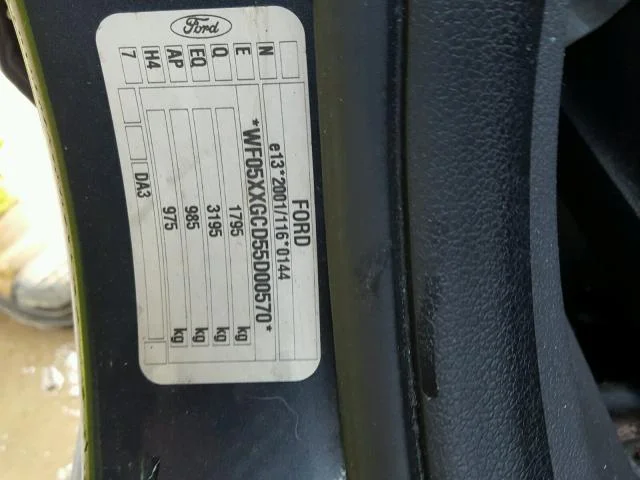 Ford
FORD
e13*2001/116*0144
*WF05XXGCD55D00570*
1795 kg
3195 kg
985 kg
975 kg
DA3
N
E
Q
EQ
AP
H4
7